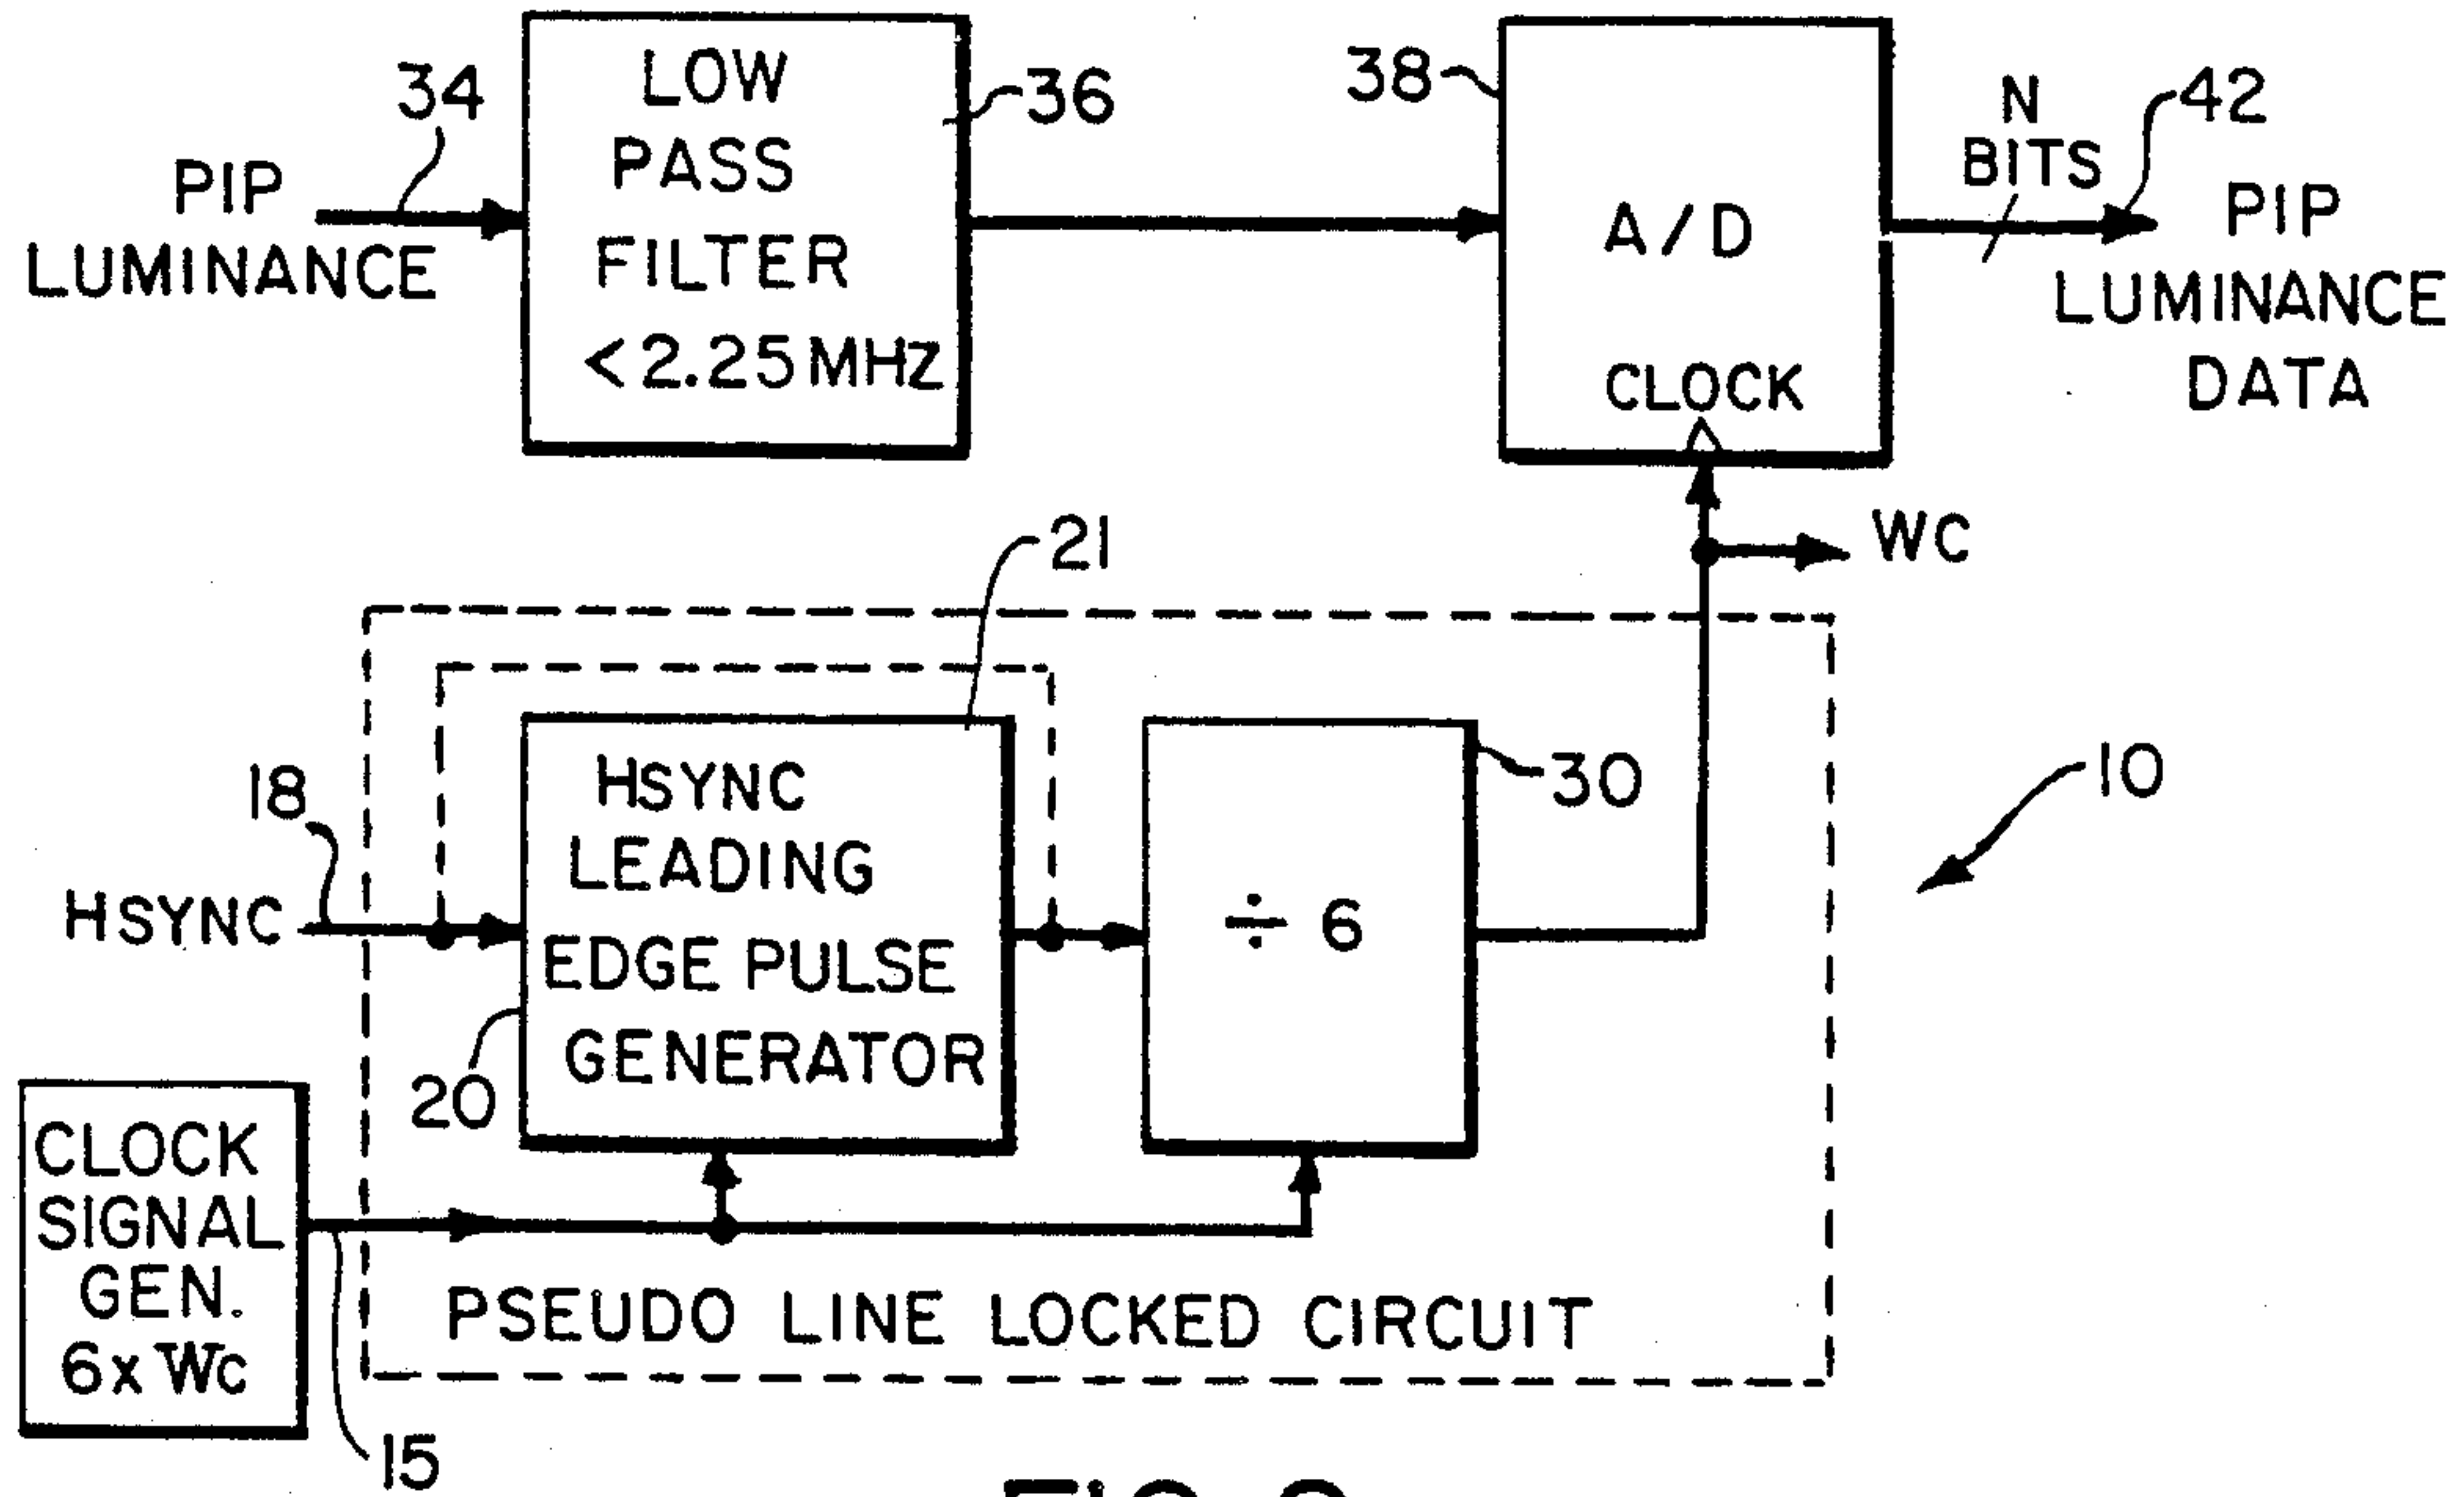 34
PIP
LUMINANCE
LOW
PASS
FILTER
< 2.25 MHZ
36
38
A/D
CLOCK
N
BITS
42
PIP
LUMINANCE
DATA
WC
21
18
HSYNC
HSYNC
LEADING
EDGE PULSE
GENERATOR
20
÷ 6
30
10
CLOCK
SIGNAL
GEN.
6x Wc
15
PSEUDO LINE LOCKED CIRCUIT